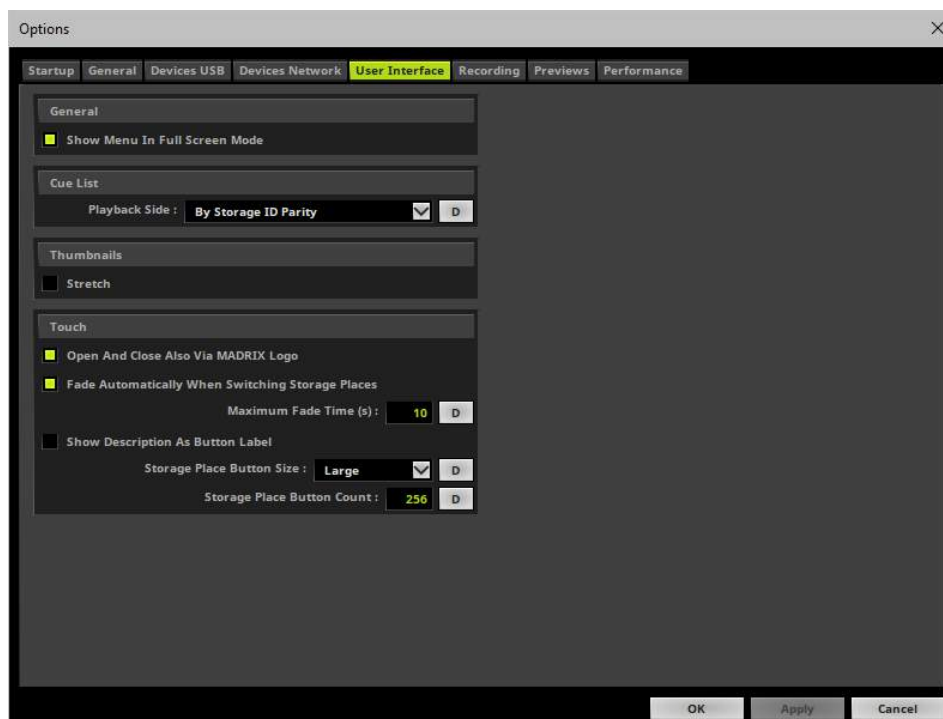 Options
Startup General Devices USB Devices Network User Interface Recording Previews Performance
General
Show Menu In Full Screen Mode
Cue List
Playback Side : By Storage ID Parity D
Thumbnails
Stretch
Touch
Open And Close Also Via MADRIX Logo
Fade Automatically When Switching Storage Places
Maximum Fade Time (s) : 10 D
Show Description As Button Label
Storage Place Button Size : Large D
Storage Place Button Count : 256 D
OK Apply Cancel